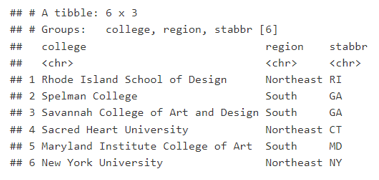 ## # A tibble: 6 x 3
## # Groups:   college, region, stabbr [6]
##   college                              region    stabbr
##   <chr>                                <chr>     <chr>
## 1 Rhode Island School of Design        Northeast RI
## 2 Spelman College                      South     GA
## 3 Savannah College of Art and Design   South     GA
## 4 Sacred Heart University              Northeast CT
## 5 Maryland Institute College of Art    South     MD
## 6 New York University                  Northeast NY